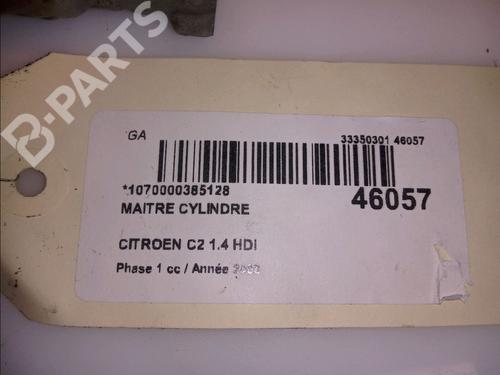 B-PARTS
GA
33350301 46057
*1070000385128
46057
MAITRE CYLINDRE
CITROEN C2 1.4 HDI
Phase 1 cc / Année